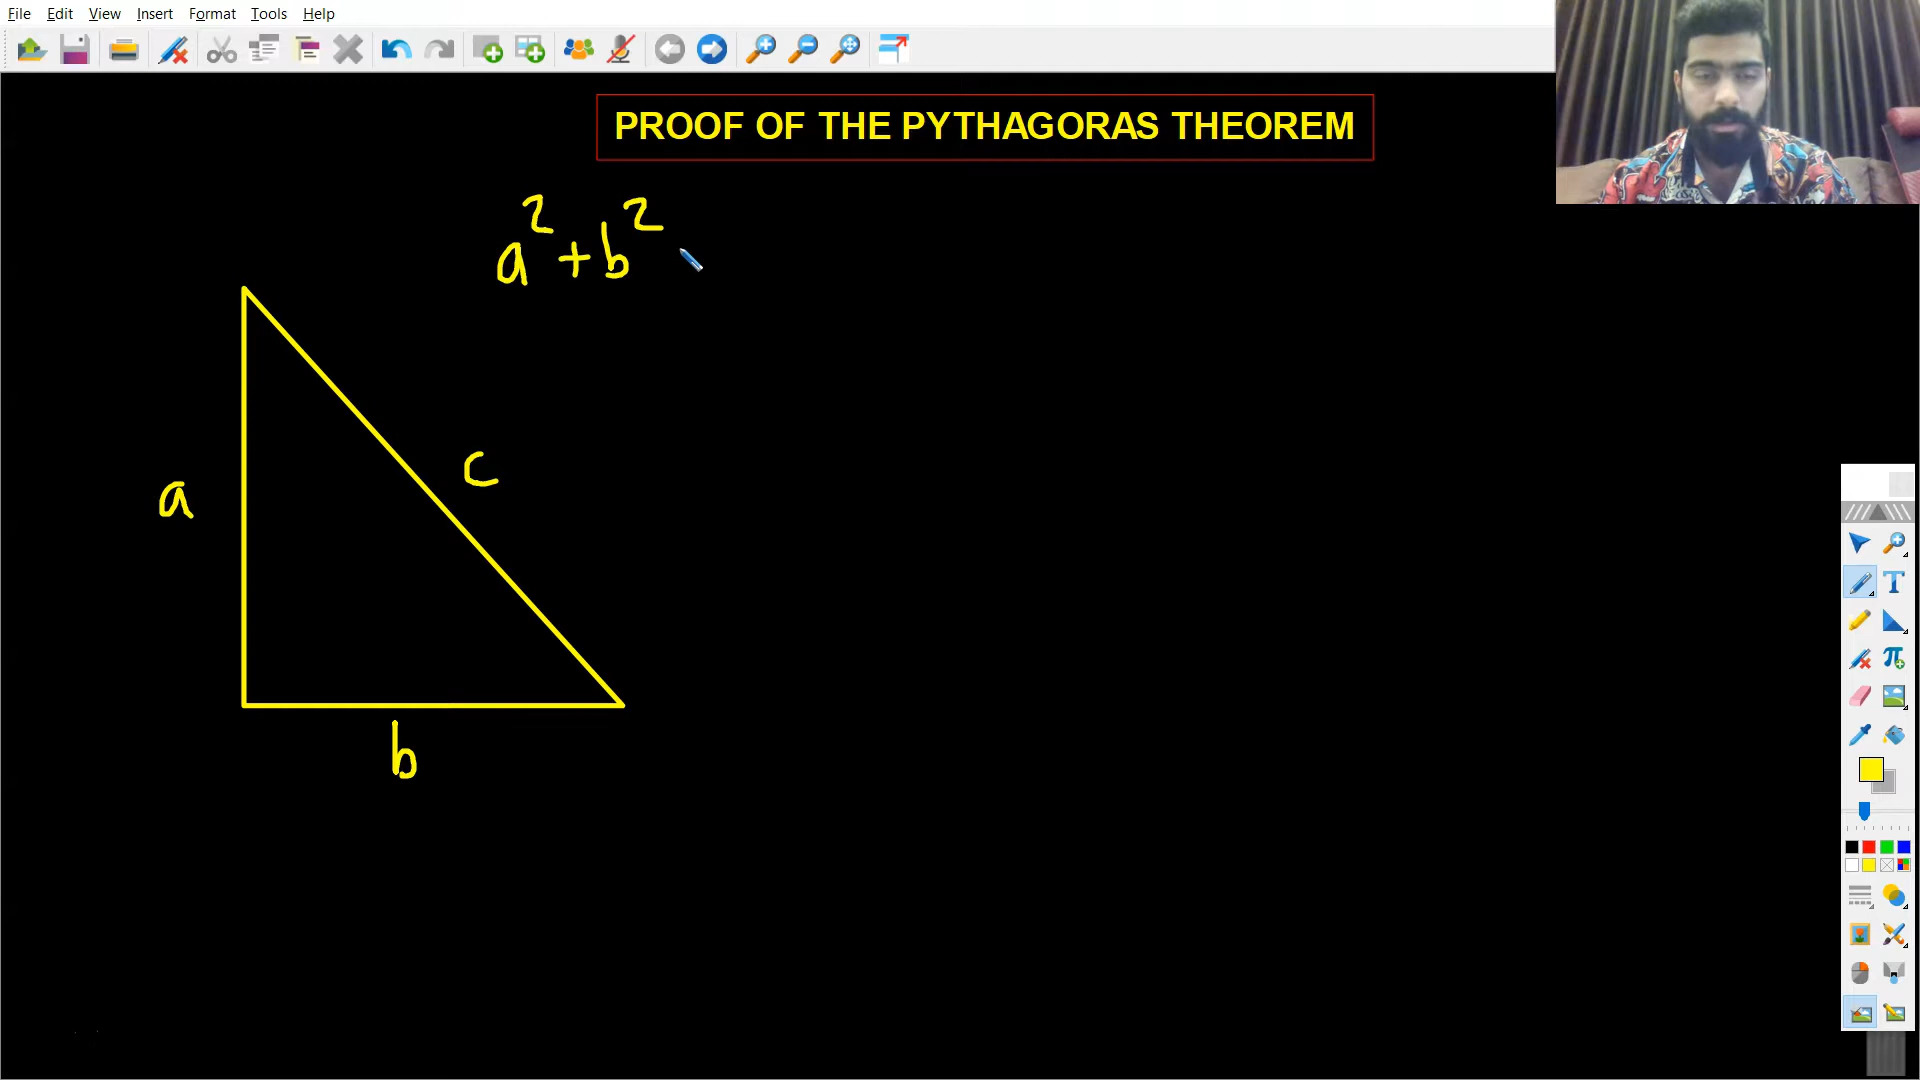 File Edit View Insert Format Tools Help
PROOF OF THE PYTHAGORAS THEOREM
a² + b²
c
a
b